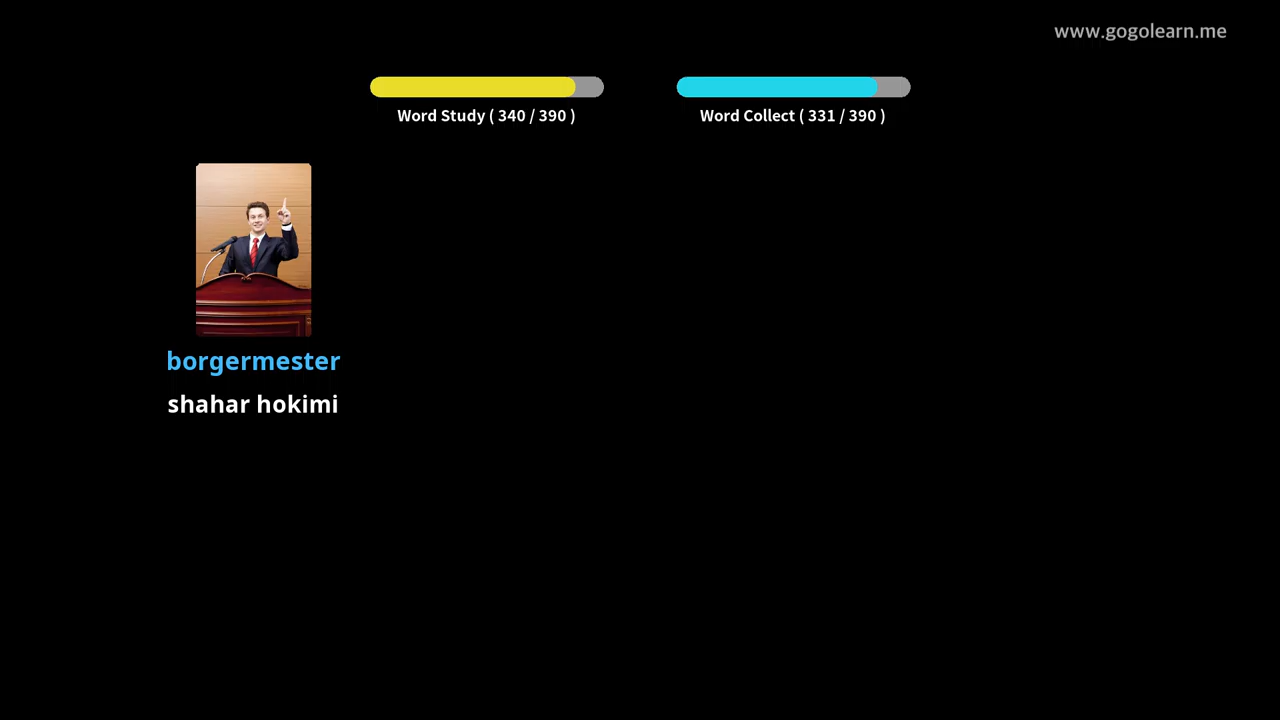 www.gogolearn.me
Word Study ( 340 / 390 )
Word Collect ( 331 / 390 )
borgermester
shahar hokimi